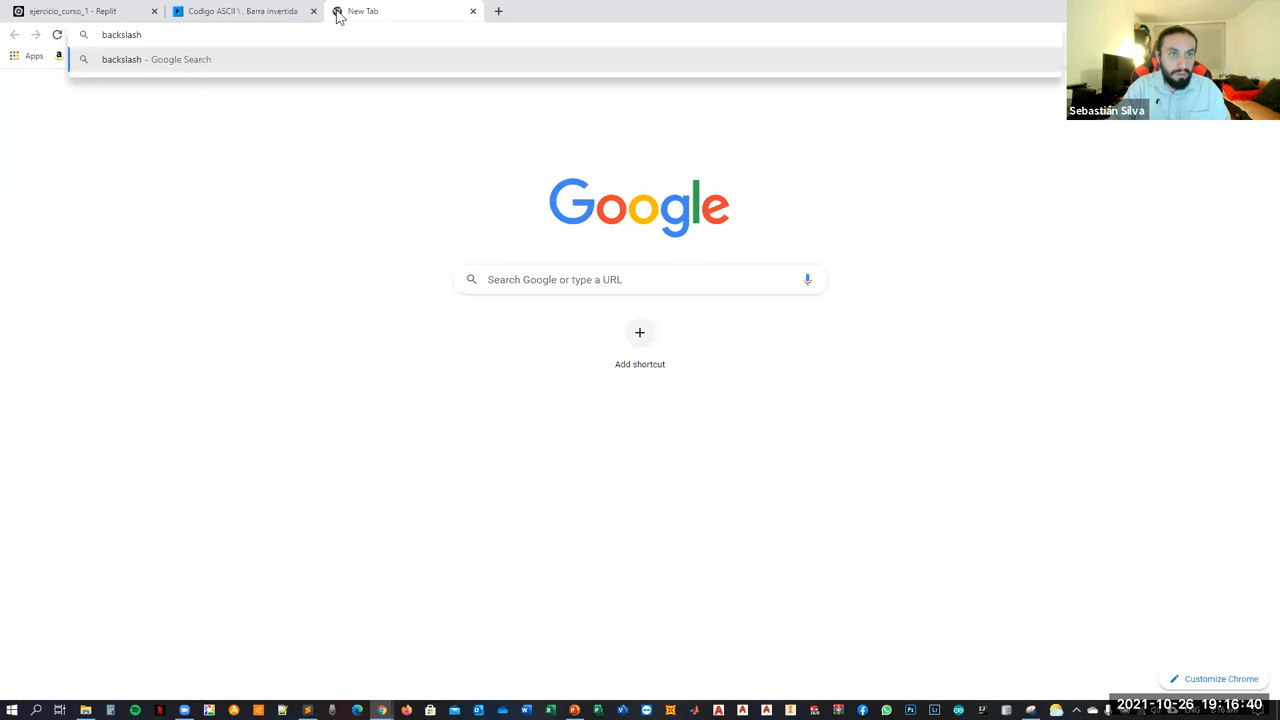 ejercicio_curso_1 - Replit
Codigo ASCII \ , Barra invertida
New Tab
backslash
Apps
backslash - Google Search
Sebastián Silva
Google
Search Google or type a URL
Add shortcut
Customize Chrome
2021-10-26 19:16:40